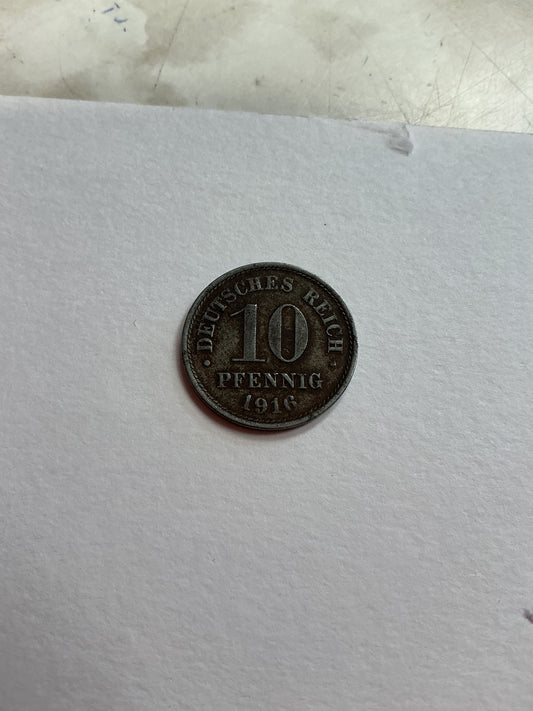 · DEUTSCHES REICH ·
10
PFENNIG
1916